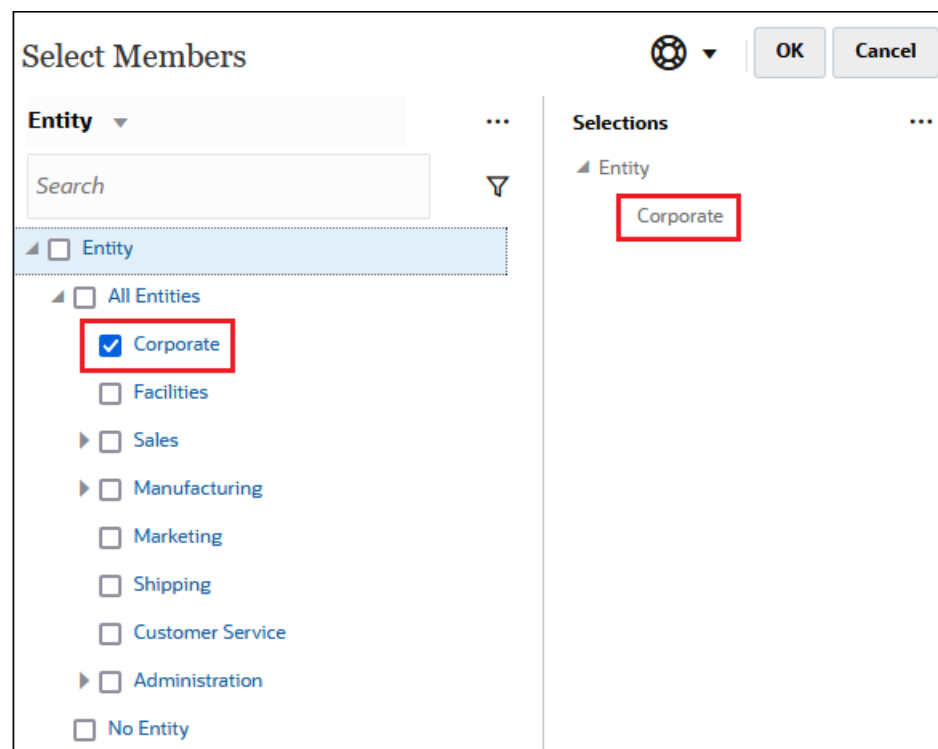 Select Members
OK
Cancel
Entity
Selections
Search
Entity
Corporate
Entity
All Entities
Corporate
Facilities
Sales
Manufacturing
Marketing
Shipping
Customer Service
Administration
No Entity